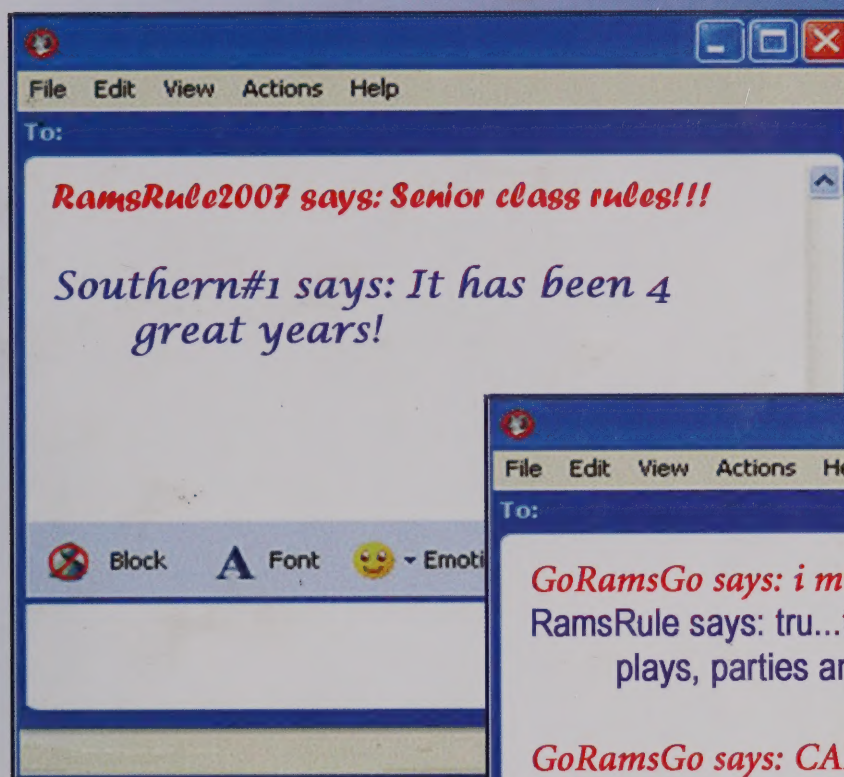 File Edit View Actions Help
To:
RamsRule2007 says: Senior class rules!!!
Southern#1 says: It has been 4
great years!
Block A Font Emoti
File Edit View Actions
To:
GoRamsGo says: i
RamsRule says: tru...
plays, parties
GoRamsGo says: